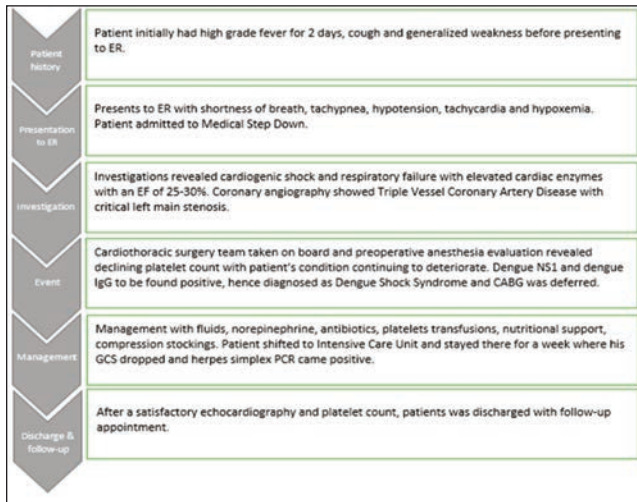 Patient
history
Patient initially had high grade fever for 2 days, cough and generalized weakness before presenting
to ER.
Presentation
to ER
Presents to ER with shortness of breath, tachypnea, hypotension, tachycardia and hypoxemia.
Patient admitted to Medical Step Down.
Investigation
Investigations revealed cardiogenic shock and respiratory failure with elevated cardiac enzymes
with an EF of 25-30%. Coronary angiography showed Triple Vessel Coronary Artery Disease with
critical left main stenosis.
Event
Cardiothoracic surgery team taken on board and preoperative anesthesia evaluation revealed
declining platelet count with patient's condition continuing to deteriorate. Dengue NS1 and dengue
IgG to be found positive, hence diagnosed as Dengue Shock Syndrome and CABG was deferred.
Management
Management with fluids, norepinephrine, antibiotics, platelets transfusions, nutritional support,
compression stockings. Patient shifted to Intensive Care Unit and stayed there for a week where his
GCS dropped and herpes simplex PCR came positive.
Discharge &
follow-up
After a satisfactory echocardiography and platelet count, patients was discharged with follow-up
appointment.